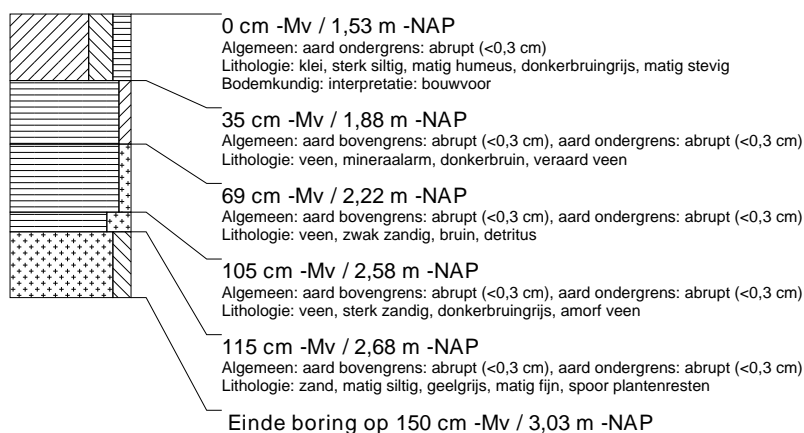 0 cm -Mv / 1,53 m -NAP
Algemeen: aard ondergrens: abrupt (<0,3 cm)
Lithologie: klei, sterk siltig, matig humeus, donkerbruingrijs, matig stevig
Bodemkundig: interpretatie: bouwvoor
35 cm -Mv / 1,88 m -NAP
Algemeen: aard bovengrens: abrupt (<0,3 cm), aard ondergrens: abrupt (<0,3 cm)
Lithologie: veen, mineraalarm, donkerbruin, veraard veen
69 cm -Mv / 2,22 m -NAP
Algemeen: aard bovengrens: abrupt (<0,3 cm), aard ondergrens: abrupt (<0,3 cm)
Lithologie: veen, zwak zandig, bruin, detritus
105 cm -Mv / 2,58 m -NAP
Algemeen: aard bovengrens: abrupt (<0,3 cm), aard ondergrens: abrupt (<0,3 cm)
Lithologie: veen, sterk zandig, donkerbruingrijs, amorf veen
115 cm -Mv / 2,68 m -NAP
Algemeen: aard bovengrens: abrupt (<0,3 cm), aard ondergrens: abrupt (<0,3 cm)
Lithologie: zand, matig siltig, geelgrijs, matig fijn, spoor plantenresten
Einde boring op 150 cm -Mv / 3,03 m -NAP